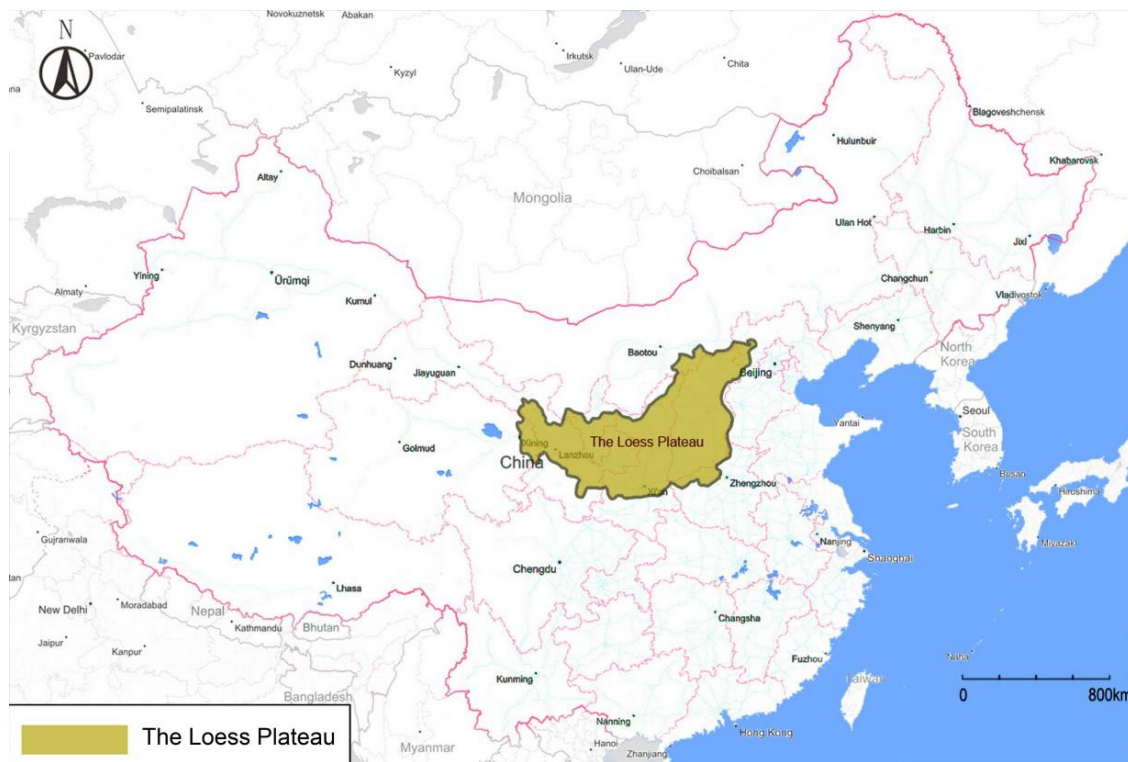 Novokuznetsk
Abakan
N
Pavlodar
Irkutsk
Ulan-Ude
Chita
Kyzyl
Semipalatinsk
Blagoveshchensk
Hulunbuir
Khabarovsk
Choibalsan
Altay
Mongolia
Ulan Hot
Harbin
Jixi
Yining
Ürümqi
Changchun
Almaty
Kumul
Vladivostok
Kyrgyzstan
Shenyang
North
Korea
Baotou
Dunhuang
Jiayuguan
Beijing
Seoul
Yantai
South
Korea
The Loess Plateau
Xining
Golmud
Lanzhou
China
Busan
Xi'an
Zhengzhou
Hiroshima
Gujranwala
Nanjing
Miyazaki
Shanghai
Chengdu
Lhasa
New Delhi
Moradabad
Nepal
Changsha
Kathmandu
Bhutan
Jaipur
Kanpur
Fuzhou
Naha
Kunming
Taiwan
0
800km
Bangladesh
Nanning
Hong Kong
The Loess Plateau
Myanmar
Hanoi
Zhanjiang